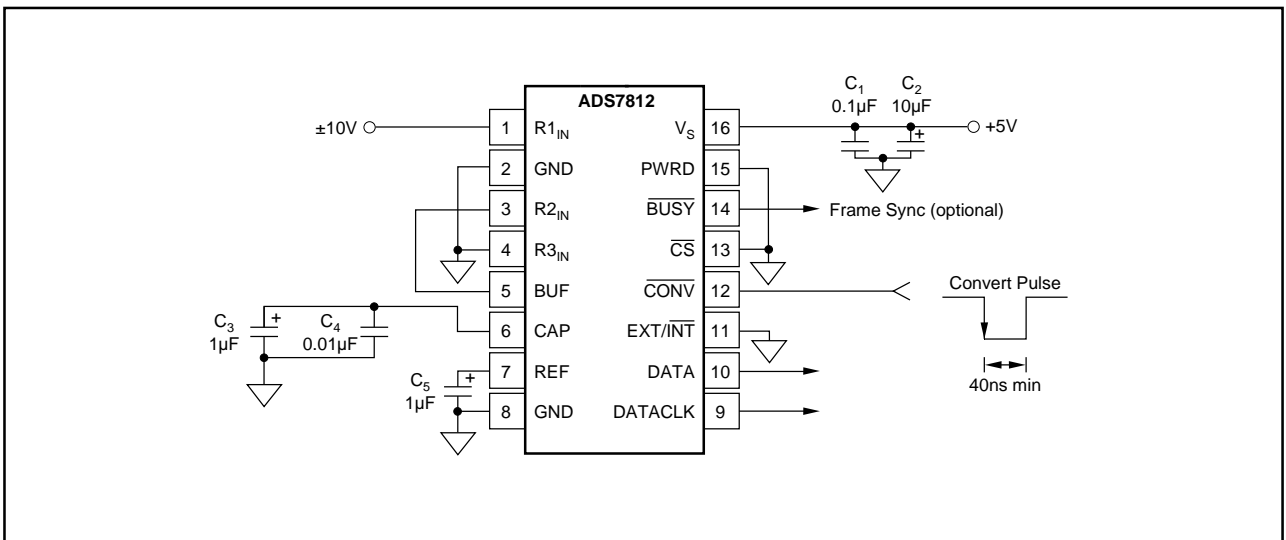 ADS7812
±10V
1 R1IN
2 GND
3 R2IN
4 R3IN
5 BUF
6 CAP
7 REF
8 GND
VS 16
PWRD 15
BUSY 14
CS 13
CONV 12
EXT/INT 11
DATA 10
DATACLK 9
C1
0.1µF
C2
10µF
+
+5V
Frame Sync (optional)
Convert Pulse
40ns min
C3
1µF
+
C4
0.01µF
C5
1µF
+